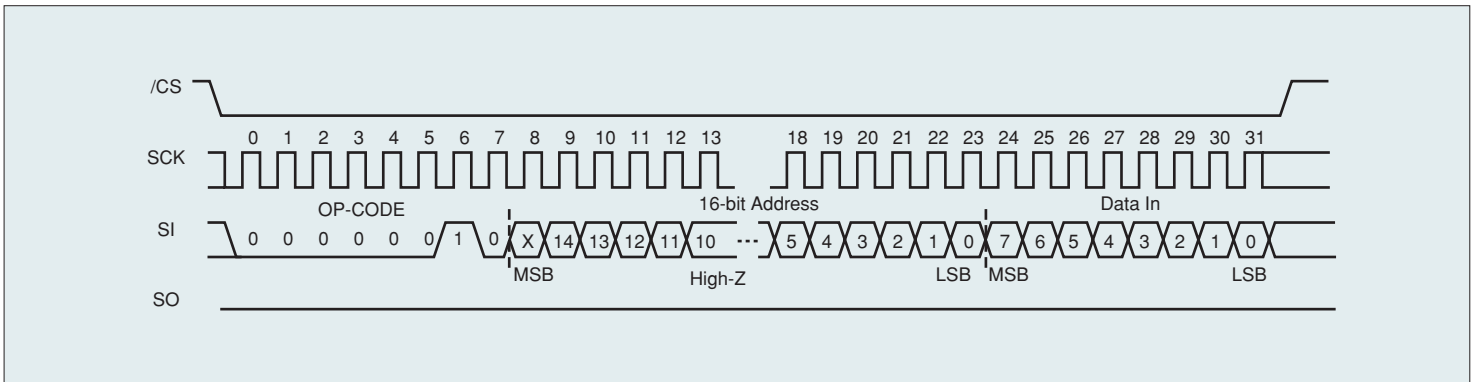 /CS
0 1 2 3 4 5 6 7 8 9 10 11 12 13 18 19 20 21 22 23 24 25 26 27 28 29 30 31
SCK
OP-CODE 16-bit Address Data In
SI 0 0 0 0 0 0 1 0 X 14 13 12 11 10 ... 5 4 3 2 1 0 7 6 5 4 3 2 1 0
MSB High-Z LSB MSB LSB
SO